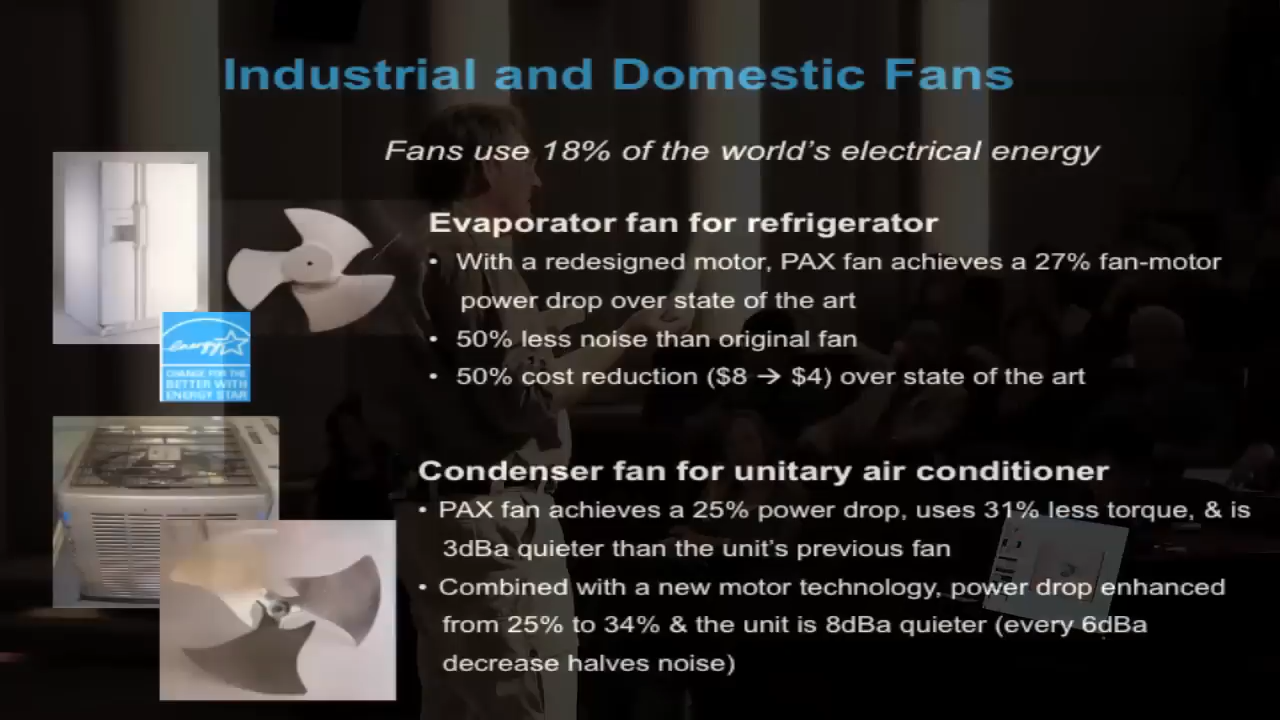 Industrial and Domestic Fans
Fans use 18% of the world's electrical energy
Evaporator fan for refrigerator
• With a redesigned motor, PAX fan achieves a 27% fan-motor
power drop over state of the art
• 50% less noise than original fan
• 50% cost reduction ($8 → $4) over state of the art
energy
CHANGE FOR THE
BETTER WITH
ENERGY STAR
Condenser fan for unitary air conditioner
• PAX fan achieves a 25% power drop, uses 31% less torque, & is
3dBa quieter than the unit's previous fan
• Combined with a new motor technology, power drop enhanced
from 25% to 34% & the unit is 8dBa quieter (every 6dBa
decrease halves noise)